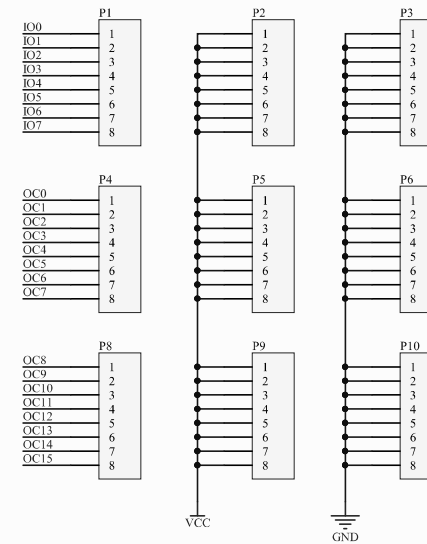 P1 P2 P3
IO0 1 1 1
IO1 2 2 2
IO2 3 3 3
IO3 4 4 4
IO4 5 5 5
IO5 6 6 6
IO6 7 7 7
IO7 8 8 8
P4 P5 P6
OC0 1 1 1
OC1 2 2 2
OC2 3 3 3
OC3 4 4 4
OC4 5 5 5
OC5 6 6 6
OC6 7 7 7
OC7 8 8 8
P8 P9 P10
OC8 1 1 1
OC9 2 2 2
OC10 3 3 3
OC11 4 4 4
OC12 5 5 5
OC13 6 6 6
OC14 7 7 7
OC15 8 8 8
VCC
GND